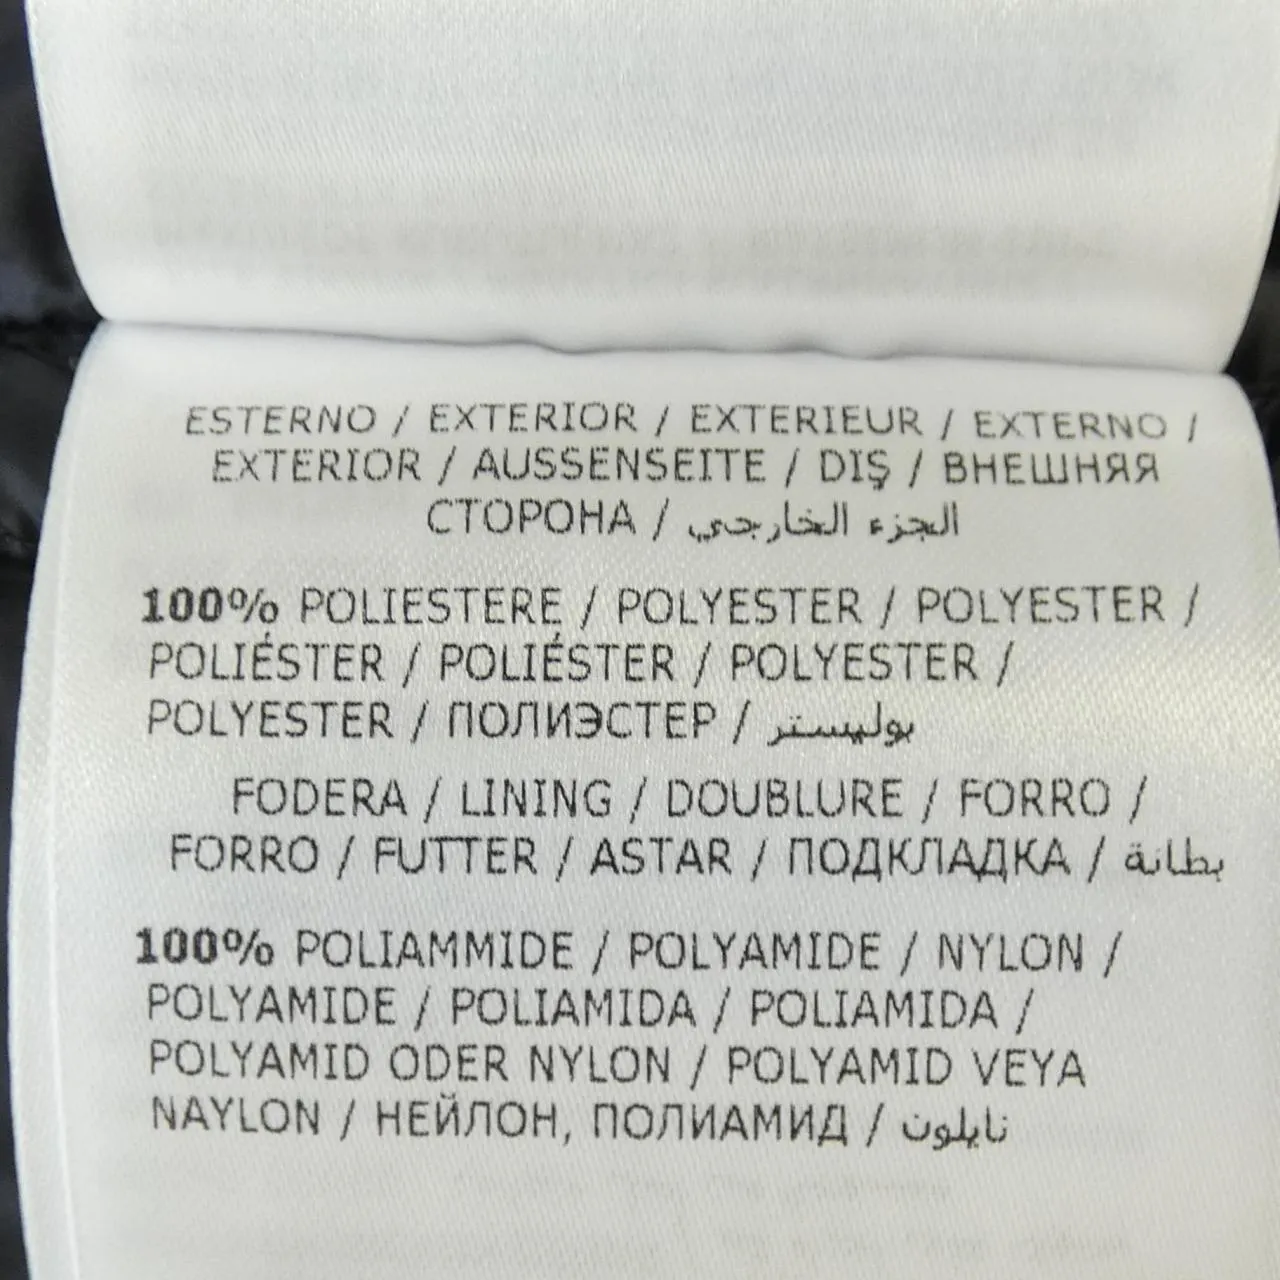 ESTERNO / EXTERIOR / EXTERIEUR / EXTERNO /
EXTERIOR / AUSSENSEITE / DIŞ / ВНЕШНЯЯ
СТОРОНА / الجزء الخارجي
100% POLIESTERE / POLYESTER / POLYESTER /
POLIÉSTER / POLIÉSTER / POLYESTER /
POLYESTER / ПОЛИЭСТЕР / بوليستر
FODERA / LINING / DOUBLURE / FORRO /
FORRO / FUTTER / ASTAR / ПОДКЛАДКА / بطانة
100% POLIAMMIDE / POLYAMIDE / NYLON /
POLYAMIDE / POLIAMIDA / POLIAMIDA /
POLYAMID ODER NYLON / POLYAMID VEYA
NAYLON / НЕЙЛОН, ПОЛИАМИД / نايلون